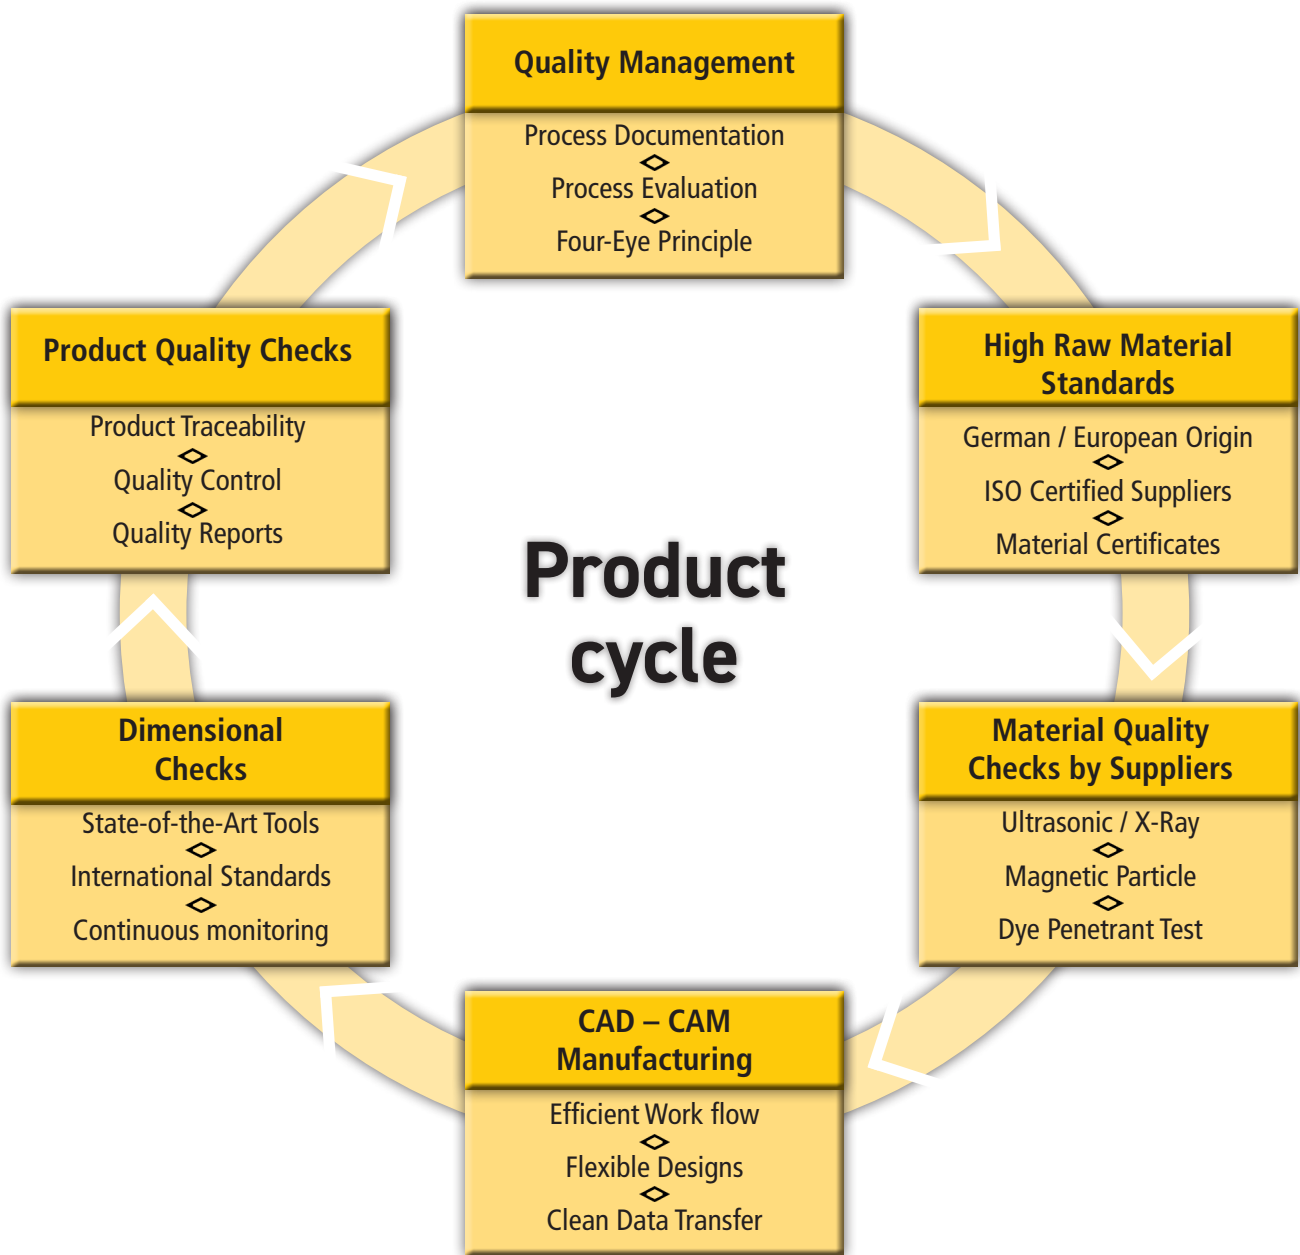 Quality Management
Process Documentation
Process Evaluation
Four-Eye Principle
High Raw Material
Standards
German / European Origin
ISO Certified Suppliers
Material Certificates
Material Quality
Checks by Suppliers
Ultrasonic / X-Ray
Magnetic Particle
Dye Penetrant Test
CAD – CAM
Manufacturing
Efficient Work flow
Flexible Designs
Clean Data Transfer
Dimensional
Checks
State-of-the-Art Tools
International Standards
Continuous monitoring
Product Quality Checks
Product Traceability
Quality Control
Quality Reports
Product
cycle